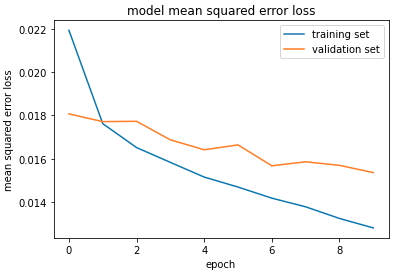 model mean squared error loss
training set
validation set
0.022
0.020
0.018
0.016
0.014
mean squared error loss
0
2
4
6
8
epoch